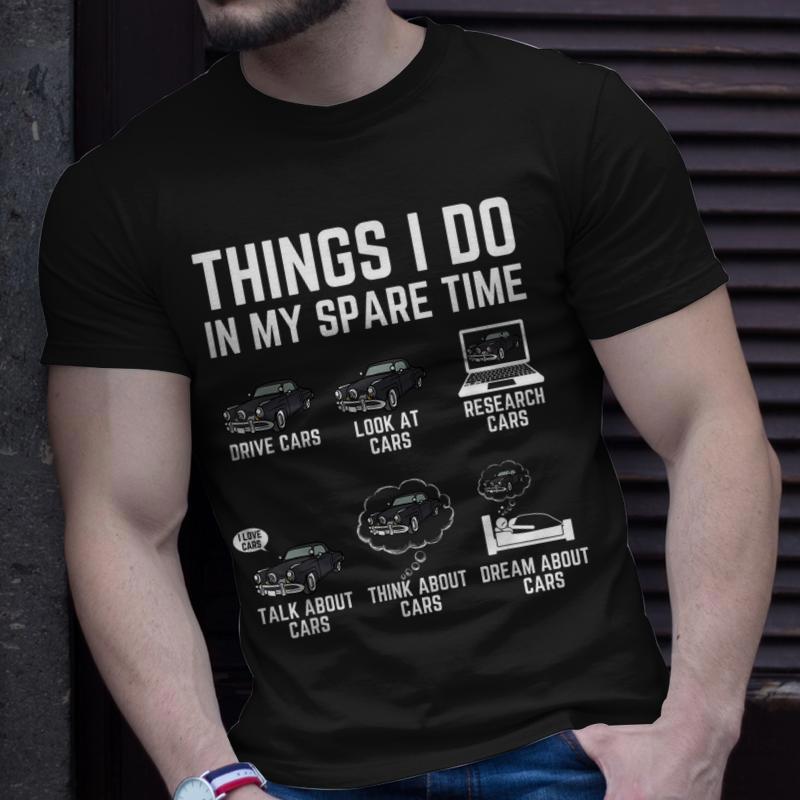 THINGS I DO
IN MY SPARE TIME
DRIVE CARS
LOOK AT
CARS
RESEARCH
CARS
I LOVE
CARS
TALK ABOUT
CARS
THINK ABOUT
CARS
DREAM ABOUT
CARS